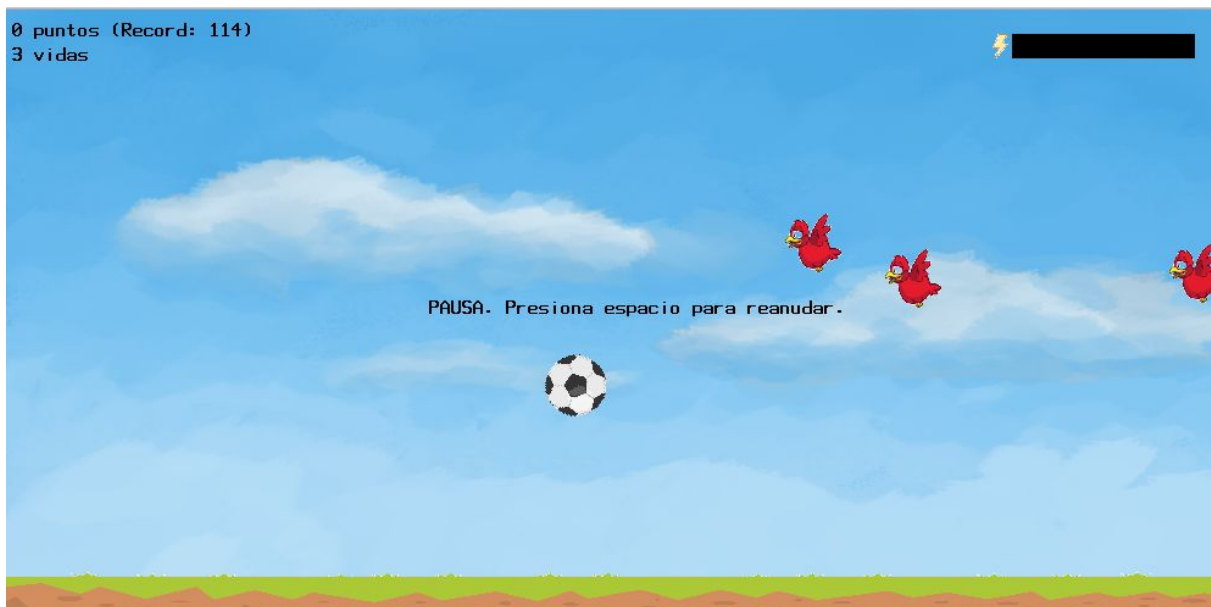 0 puntos (Record: 114)
3 vidas
PAUSA. Presiona espacio para reanudar.